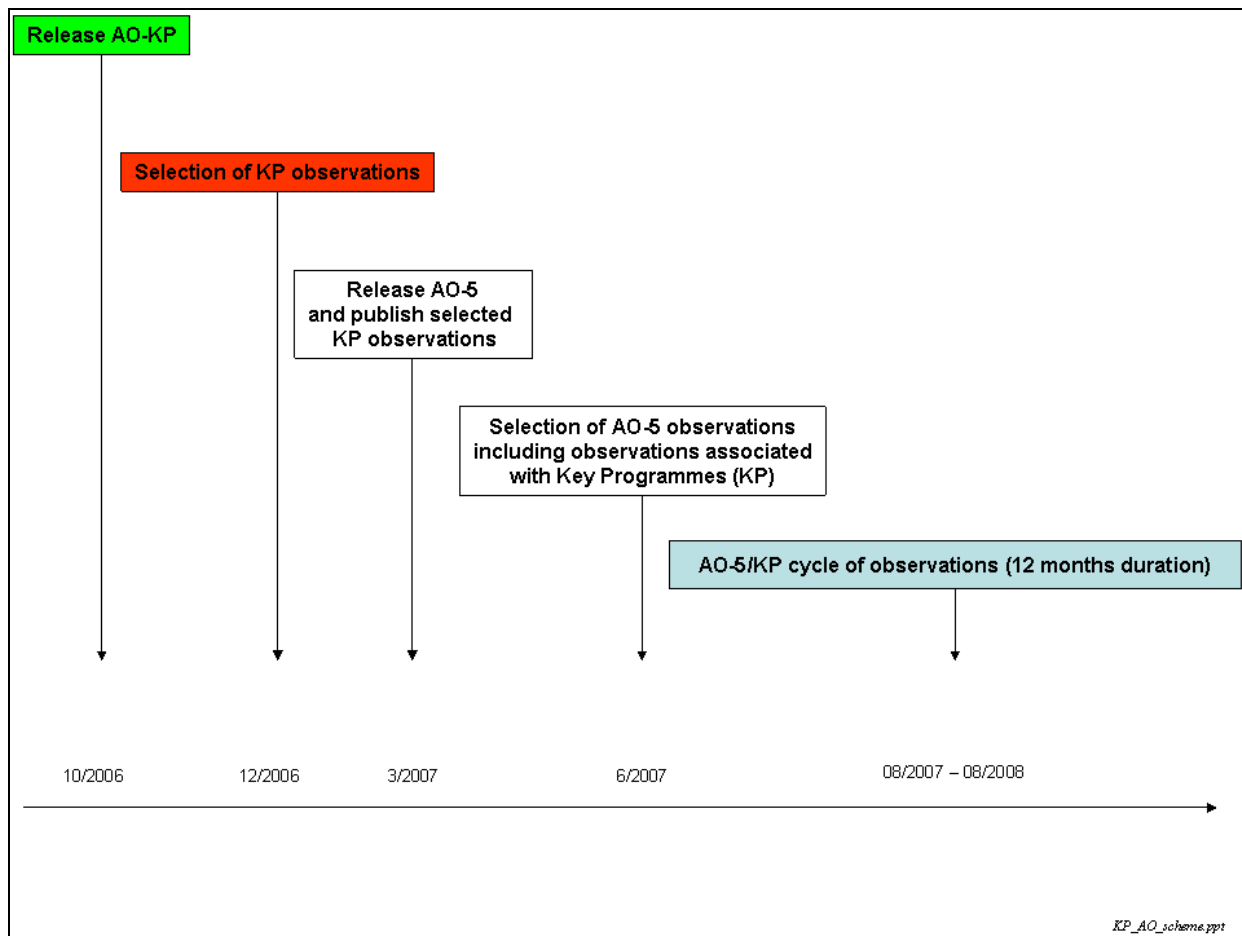 Release AO-KP
Selection of KP observations
Release AO-5
and publish selected
KP observations
Selection of AO-5 observations
including observations associated
with Key Programmes (KP)
AO-5/KP cycle of observations (12 months duration)
10/2006
12/2006
3/2007
6/2007
08/2007 – 08/2008
KP_AO_scheme.ppt